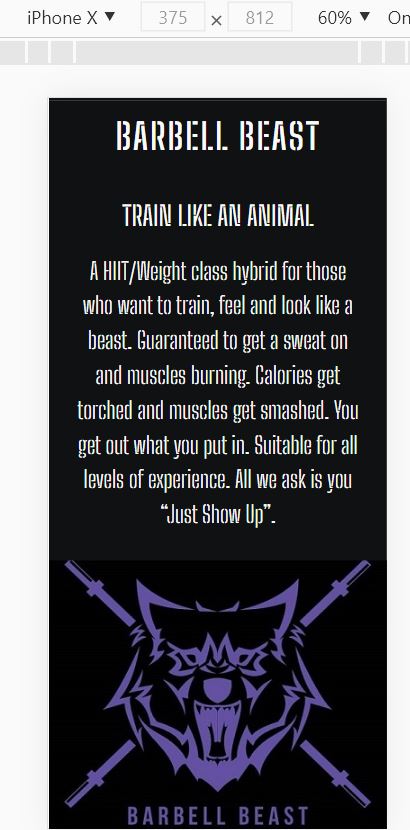 iPhone X ▼ 375 × 812 60% ▼ On
BARBELL BEAST
TRAIN LIKE AN ANIMAL
A HIIT/Weight class hybrid for those
who want to train, feel and look like a
beast. Guaranteed to get a sweat on
and muscles burning. Calories get
torched and muscles get smashed. You
get out what you put in. Suitable for all
levels of experience. All we ask is you
“Just Show Up”.
BARBELL BEAST